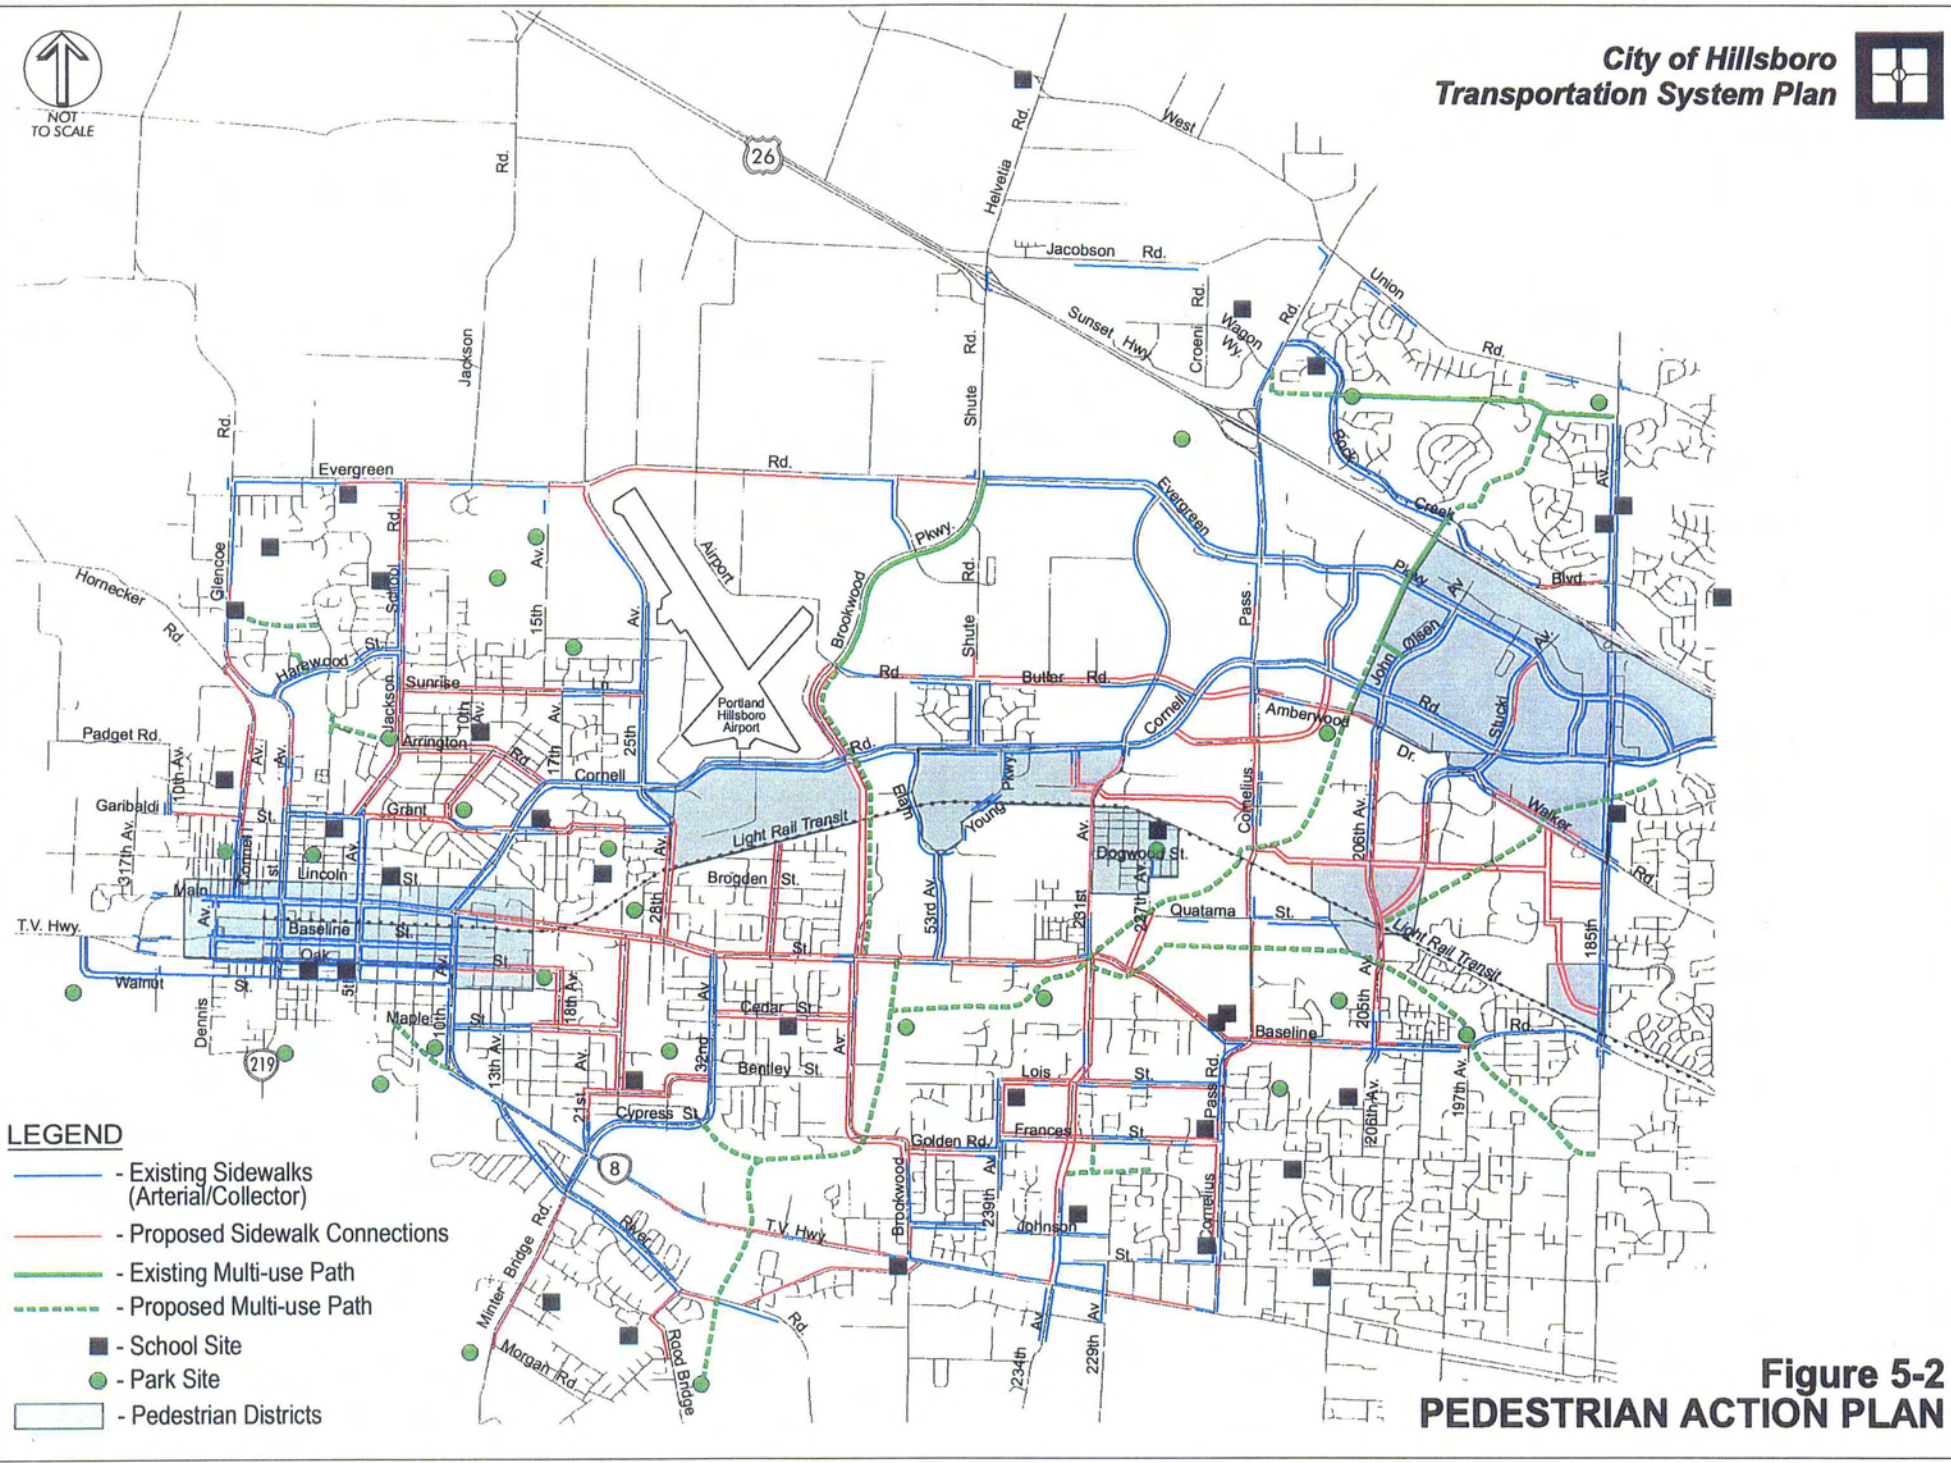 NOT
TO SCALE
City of Hillsboro
Transportation System Plan
26
West
Rd.
Helvetia
Rd.
Jacobson Rd.
Union
Rd.
Sunset Hwy.
Croeni Rd.
Wagon
Wy.
Rd.
Jackson
Shute
Rd.
Rd.
Evergreen
Rd.
Rock
Creek
Blvd.
Av.
Evergreen
Pkwy
Glencoe
School
Rd.
Hornecker
Rd.
15th
Av.
Av.
Airport
Brookwood
Pkwy.
Shute
Rd.
Pass.
Av.
Av.
Olsen
John
Stucki
Rd.
Harewood St.
Sunrise Ln.
Jackson
10th
Av.
Rd.
Butler Rd.
Portland
Hillsboro
Airport
Cornell
Amberwood
Dr.
Padget Rd.
10th Av.
Av.
Av.
Arrington
Rd.
17th
Av.
25th
Cornell
Rd.
Garibaldi
St.
Grant
Elam
Pkwy
Young
Light Rail Transit
Cornelius
206th Av.
Walker
Rd.
317th Av.
Connell
1st
Lincoln
St.
Av.
Av.
Brogden St.
28th
53rd Av
Av.
231st
Dogwood St.
227th Av.
Main
T.V. Hwy.
Av.
Baseline
St.
Oak
St
St.
Quatama St.
Light Rail Transit
185th
Walnut
St.
Dennis
5th
Av.
18th Av.
Av
Cedar St
Maple St.
10th
13th Av.
Av.
32nd
Av.
Bentley St.
Av.
205th
Baseline
Rd.
219
21st
Cypress St.
Lois St.
Pass Rd.
206th Av.
197th Av.
Golden Rd.
Frances St.
8
Av.
239th
Brookwood
Cornelius
Johnson
St.
T.V. Hwy.
River
Rd.
Minter Bridge Rd.
Morgan Rd.
Rood Bridge
Av
234th
Av
229th
LEGEND
- Existing Sidewalks
(Arterial/Collector)
- Proposed Sidewalk Connections
- Existing Multi-use Path
- Proposed Multi-use Path
- School Site
- Park Site
- Pedestrian Districts
Figure 5-2
PEDESTRIAN ACTION PLAN